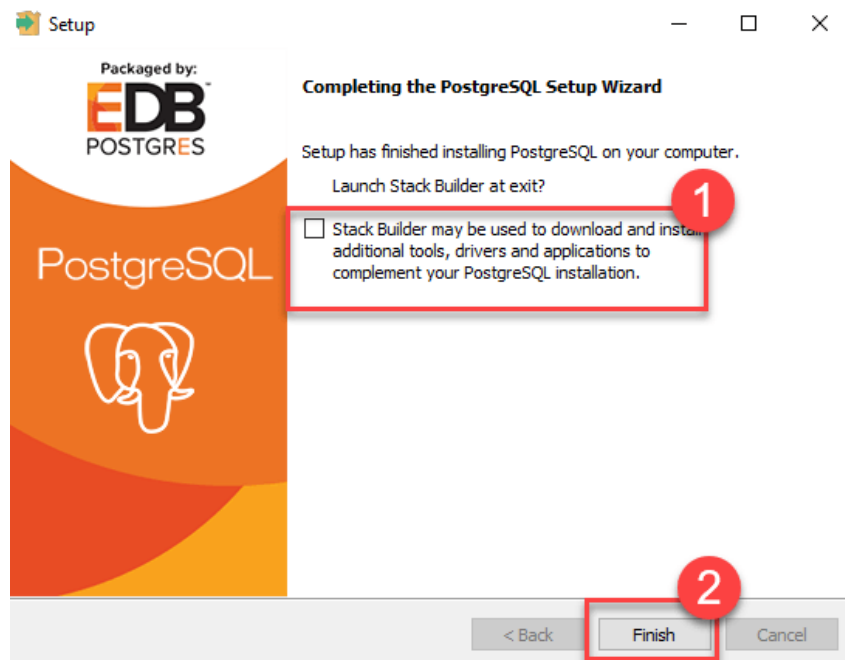 Setup
Packaged by:
EDB
POSTGRES
PostgreSQL
Completing the PostgreSQL Setup Wizard
Setup has finished installing PostgreSQL on your computer.
Launch Stack Builder at exit?
1
Stack Builder may be used to download and install
additional tools, drivers and applications to
complement your PostgreSQL installation.
2
< Back
Finish
Cancel